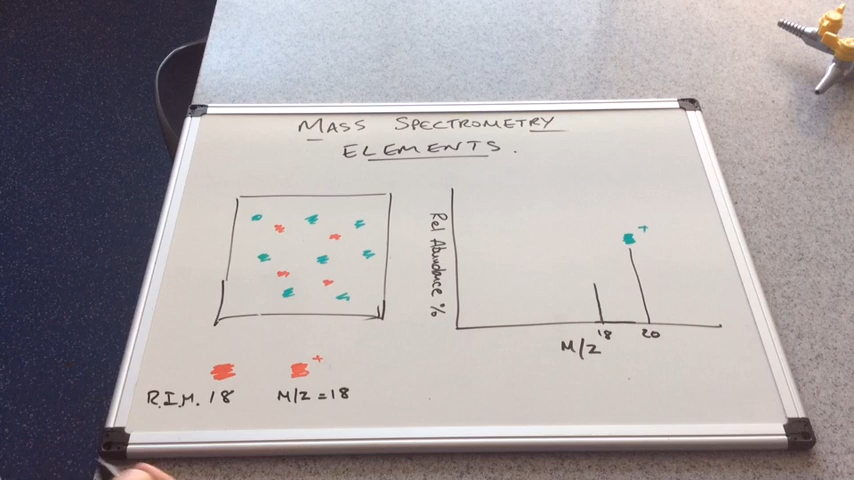 MASS SPECTROMETRY
ELEMENTS.
Rel Abundance %
+
18 20
M/Z
+
R.I.M. 18 M/Z = 18